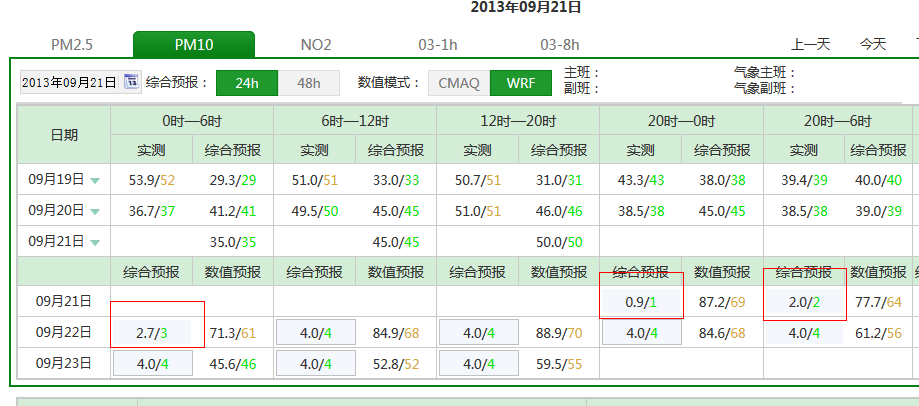 2013年09月21日
PM2.5 PM10 NO2 03-1h 03-8h 上一天 今天
2013年09月21日 综合预报： 24h 48h 数值模式： CMAQ WRF 主班： 气象主班：
副班： 气象副班：
日期 0时—6时 6时—12时 12时—20时 20时—0时 20时—6时
实测 综合预报 实测 综合预报 实测 综合预报 实测 综合预报 实测 综合预报
09月19日 53.9/52 29.3/29 51.0/51 33.0/33 50.7/51 31.0/31 43.3/43 38.0/38 39.4/39 40.0/40
09月20日 36.7/37 41.2/41 49.5/50 45.0/45 51.0/51 46.0/46 38.5/38 45.0/45 38.5/38 39.0/39
09月21日 35.0/35 45.0/45 50.0/50
综合预报 数值预报 综合预报 数值预报 综合预报 数值预报 综合预报 数值预报 综合预报 数值预报
09月21日 0.9/1 87.2/69 2.0/2 77.7/64
09月22日 2.7/3 71.3/61 4.0/4 84.9/68 4.0/4 88.9/70 4.0/4 84.6/68 4.0/4 61.2/56
09月23日 4.0/4 45.6/46 4.0/4 52.8/52 4.0/4 59.5/55